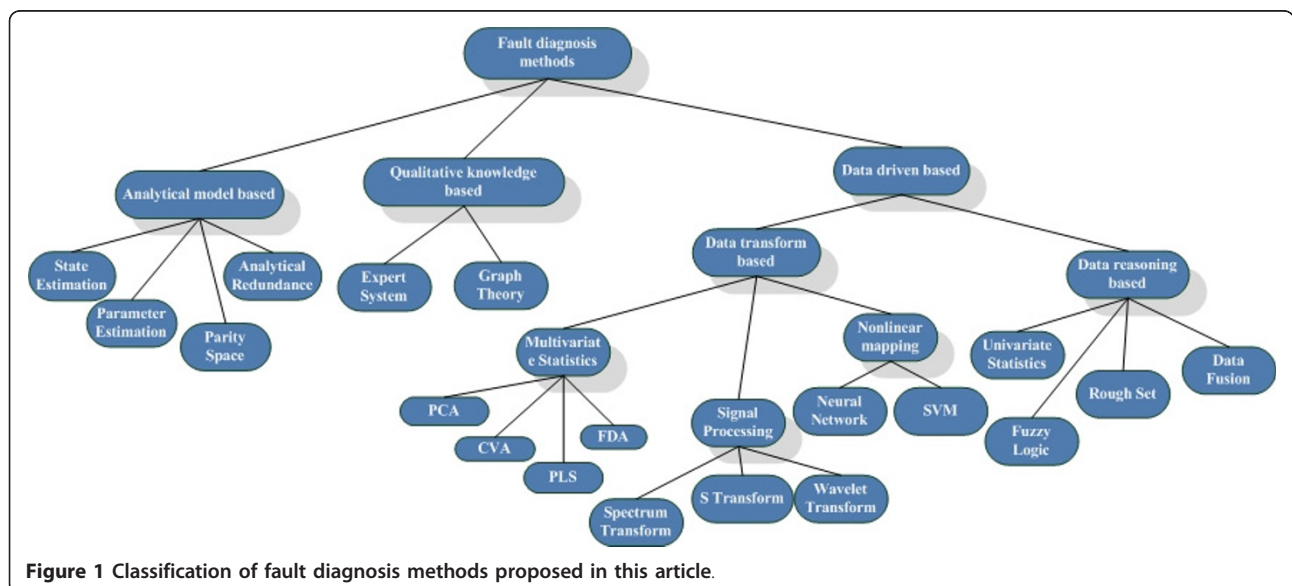 Fault diagnosis
methods
Analytical model based
Qualitative knowledge
based
Data driven based
State
Estimation
Parameter
Estimation
Parity
Space
Analytical
Redundance
Expert
System
Graph
Theory
Data transform
based
Data reasoning
based
Multivariat
e Statistics
Signal
Processing
Nonlinear
mapping
PCA
CVA
PLS
FDA
Spectrum
Transform
S Transform
Wavelet
Transform
Neural
Network
SVM
Univariate
Statistics
Fuzzy
Logic
Rough Set
Data
Fusion
Figure 1 Classification of fault diagnosis methods proposed in this article.